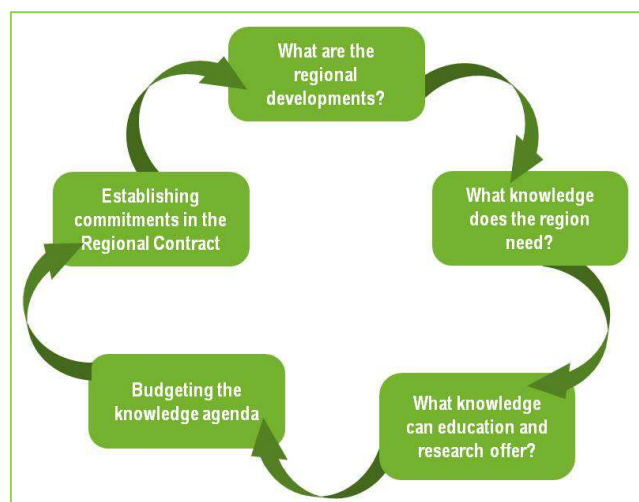 What are the
regional
developments?
What knowledge
does the region
need?
What knowledge
can education and
research offer?
Budgeting the
knowledge agenda
Establishing
commitments in the
Regional Contract